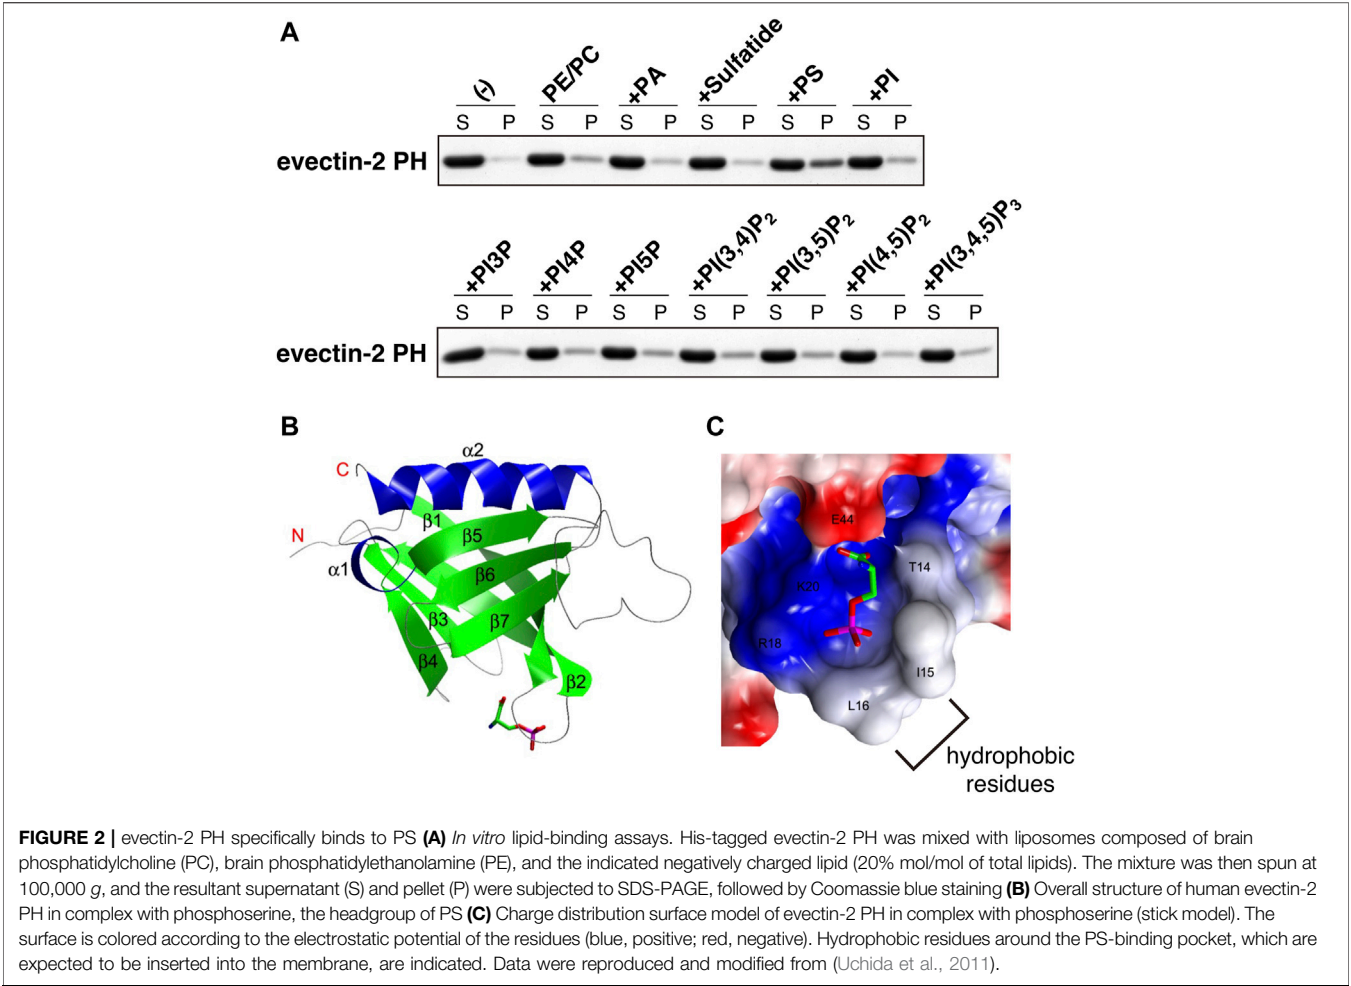 A
(-) PE/PC +PA +Sulfatide +PS +PI
S P S P S P S P S P S P
evectin-2 PH
+PI3P +PI4P +PI5P +PI(3,4)P2 +PI(3,5)P2 +PI(4,5)P2 +PI(3,4,5)P3
S P S P S P S P S P S P S P
evectin-2 PH
B
C
α2
N
α1
β1
β5
β6
β3
β7
β4
β2
C
E44
T14
K20
R18
I15
L16
hydrophobic
residues
FIGURE 2 | evectin-2 PH specifically binds to PS (A) In vitro lipid-binding assays. His-tagged evectin-2 PH was mixed with liposomes composed of brain
phosphatidylcholine (PC), brain phosphatidylethanolamine (PE), and the indicated negatively charged lipid (20% mol/mol of total lipids). The mixture was then spun at
100,000 g, and the resultant supernatant (S) and pellet (P) were subjected to SDS-PAGE, followed by Coomassie blue staining (B) Overall structure of human evectin-2
PH in complex with phosphoserine, the headgroup of PS (C) Charge distribution surface model of evectin-2 PH in complex with phosphoserine (stick model). The
surface is colored according to the electrostatic potential of the residues (blue, positive; red, negative). Hydrophobic residues around the PS-binding pocket, which are
expected to be inserted into the membrane, are indicated. Data were reproduced and modified from (Uchida et al., 2011).